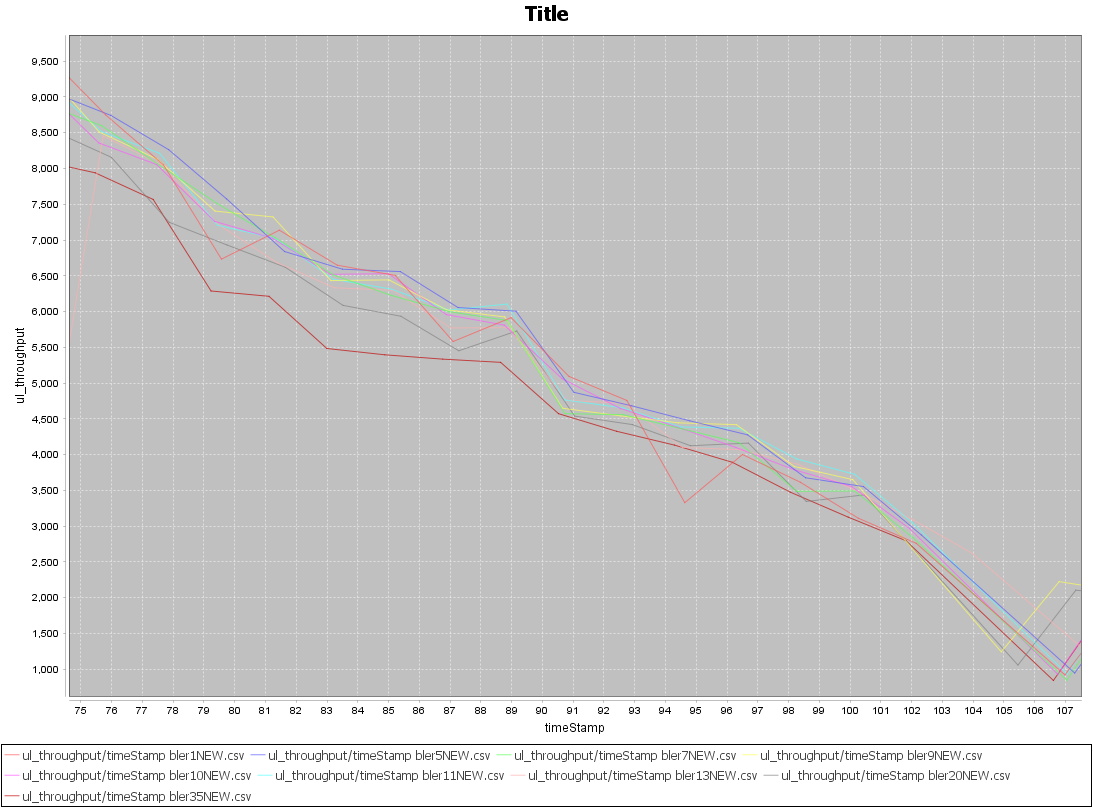 Title
9,500
9,000
8,500
8,000
7,500
7,000
6,500
6,000
5,500
5,000
4,500
4,000
3,500
3,000
2,500
2,000
1,500
1,000
ul_throughput
75 76 77 78 79 80 81 82 83 84 85 86 87 88 89 90 91 92 93 94 95 96 97 98 99 100 101 102 103 104 105 106 107
timeStamp
ul_throughput/timeStamp bler1NEW.csv ul_throughput/timeStamp bler5NEW.csv ul_throughput/timeStamp bler7NEW.csv ul_throughput/timeStamp bler9NEW.csv
ul_throughput/timeStamp bler10NEW.csv ul_throughput/timeStamp bler11NEW.csv ul_throughput/timeStamp bler13NEW.csv ul_throughput/timeStamp bler20NEW.csv
ul_throughput/timeStamp bler35NEW.csv